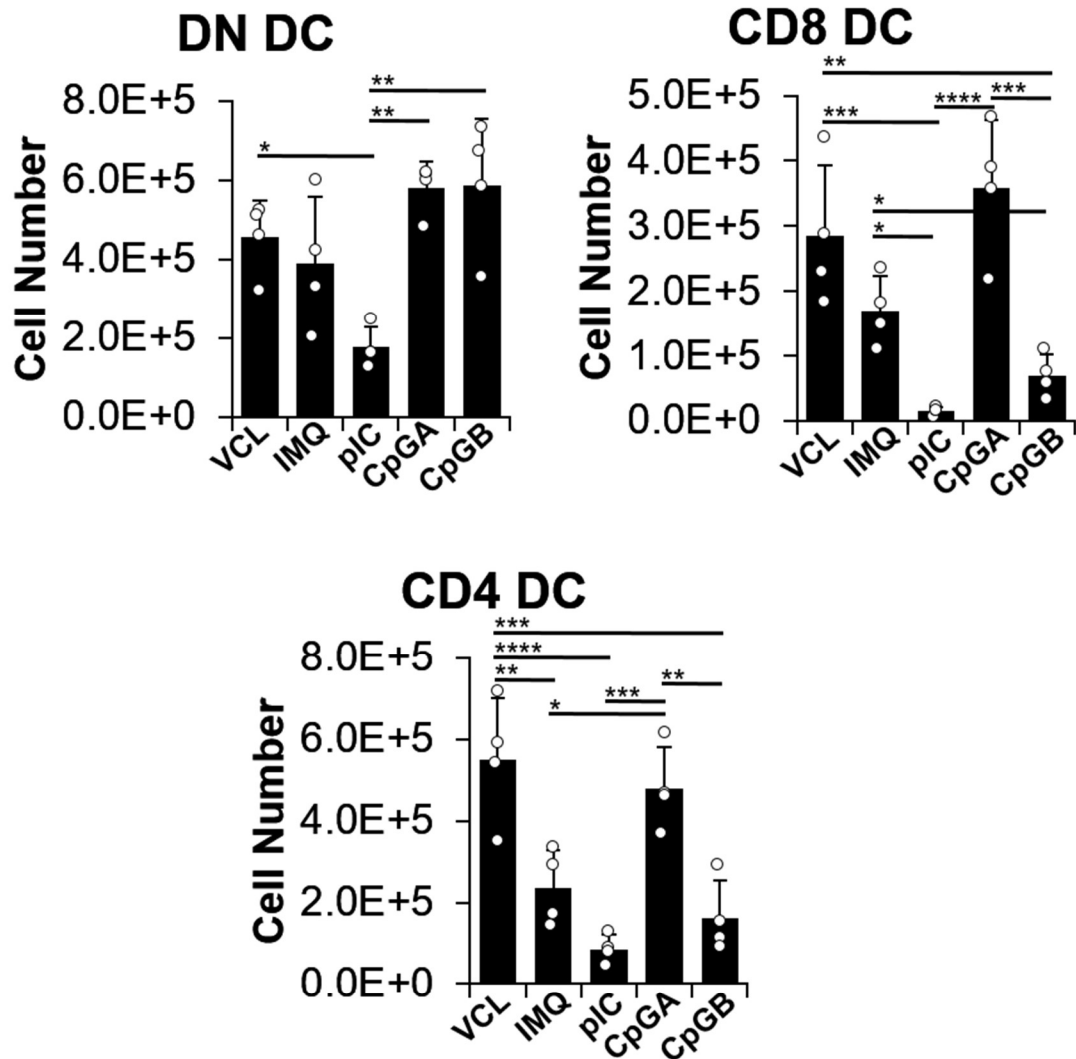 DN DC
**
**
*
8.0E+5
6.0E+5
4.0E+5
2.0E+5
0.0E+0
Cell Number
VCL IMQ pIC CpGA CpGB
CD8 DC
**
**** ***
***
*
*
5.0E+5
4.0E+5
3.0E+5
2.0E+5
1.0E+5
0.0E+0
Cell Number
VCL IMQ pIC CpGA CpGB
CD4 DC
***
****
** **
* ***
8.0E+5
6.0E+5
4.0E+5
2.0E+5
0.0E+0
Cell Number
VCL IMQ pIC CpGA CpGB